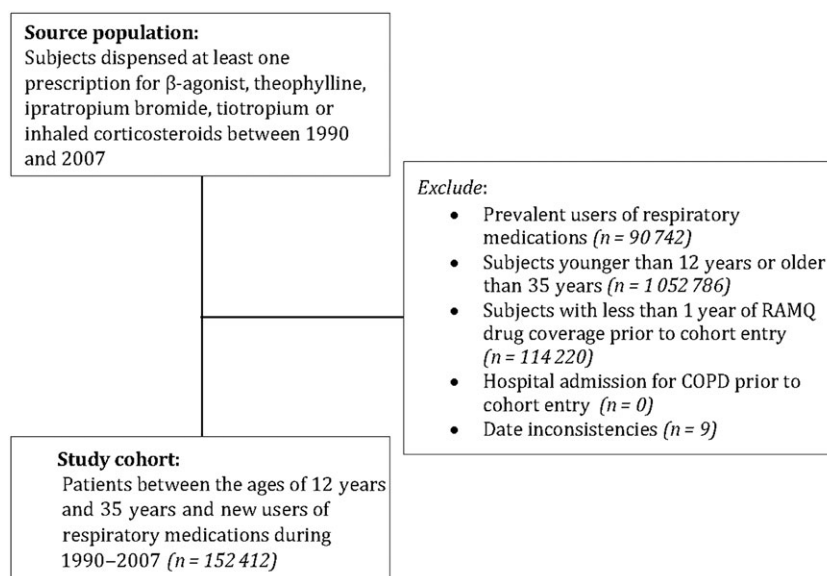 Source population:
Subjects dispensed at least one
prescription for β-agonist, theophylline,
ipratropium bromide, tiotropium or
inhaled corticosteroids between 1990
and 2007
Exclude:
• Prevalent users of respiratory
medications (n = 90 742)
• Subjects younger than 12 years or older
than 35 years (n = 1 052 786)
• Subjects with less than 1 year of RAMQ
drug coverage prior to cohort entry
(n = 114 220)
• Hospital admission for COPD prior to
cohort entry (n = 0)
• Date inconsistencies (n = 9)
Study cohort:
Patients between the ages of 12 years
and 35 years and new users of
respiratory medications during
1990–2007 (n = 152 412)